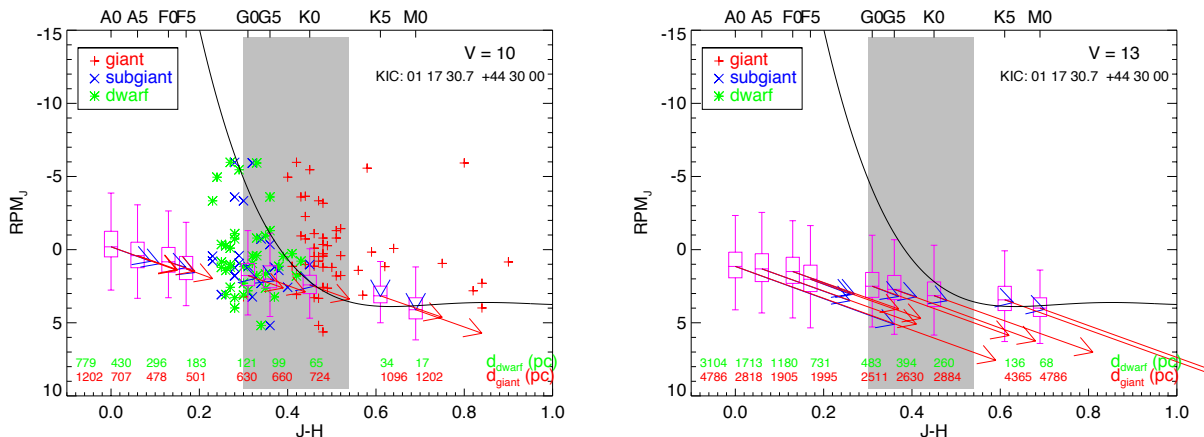 A0 A5 F0F5 G0G5 K0 K5 M0
-15
V = 10
KIC: 01 17 30.7 +44 30 00
giant
subgiant
dwarf
-10
-5
RPMJ
0
5
779 430 296 183 121 99 65 34 17 ddwarf (pc)
1202 707 478 501 630 660 724 1096 1202 dgiant (pc)
10
0.0 0.2 0.4 0.6 0.8 1.0
J-H
A0 A5 F0F5 G0G5 K0 K5 M0
-15
V = 13
KIC: 01 17 30.7 +44 30 00
giant
subgiant
dwarf
-10
-5
RPMJ
0
5
3104 1713 1180 731 483 394 260 136 68 ddwarf (pc)
4786 2818 1905 1995 2511 2630 2884 4365 4786 dgiant (pc)
10
0.0 0.2 0.4 0.6 0.8 1.0
J-H